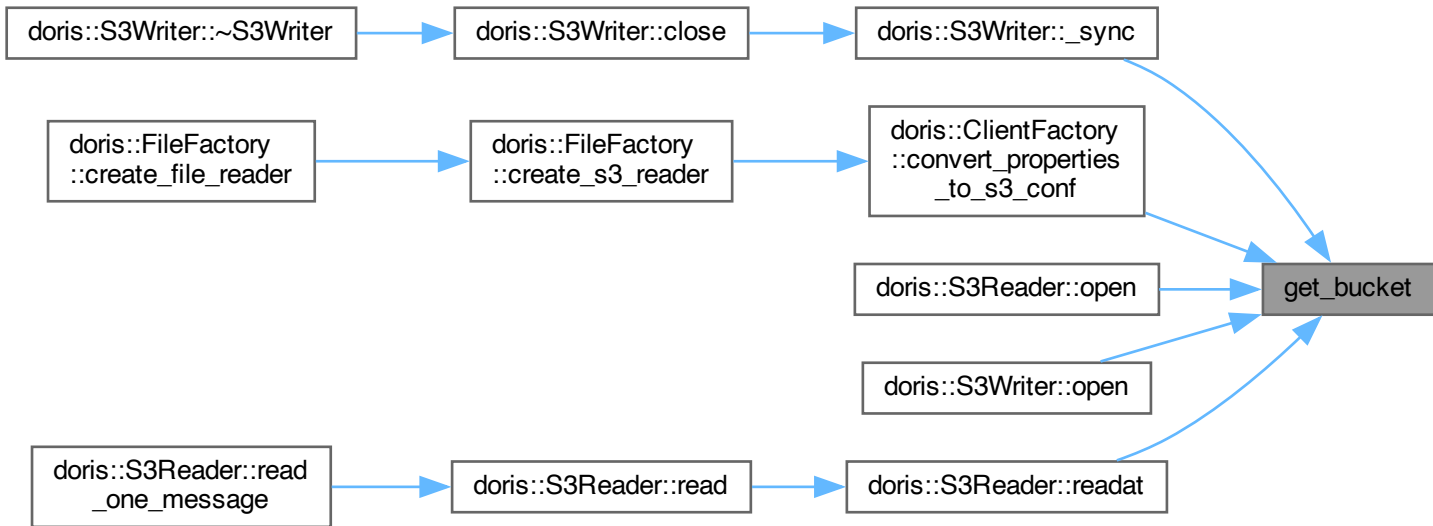 doris::S3Writer::~S3Writer
doris::S3Writer::close
doris::S3Writer::_sync
doris::FileFactory
::create_file_reader
doris::FileFactory
::create_s3_reader
doris::ClientFactory
::convert_properties
_to_s3_conf
doris::S3Reader::open
get_bucket
doris::S3Writer::open
doris::S3Reader::read
_one_message
doris::S3Reader::read
doris::S3Reader::readat